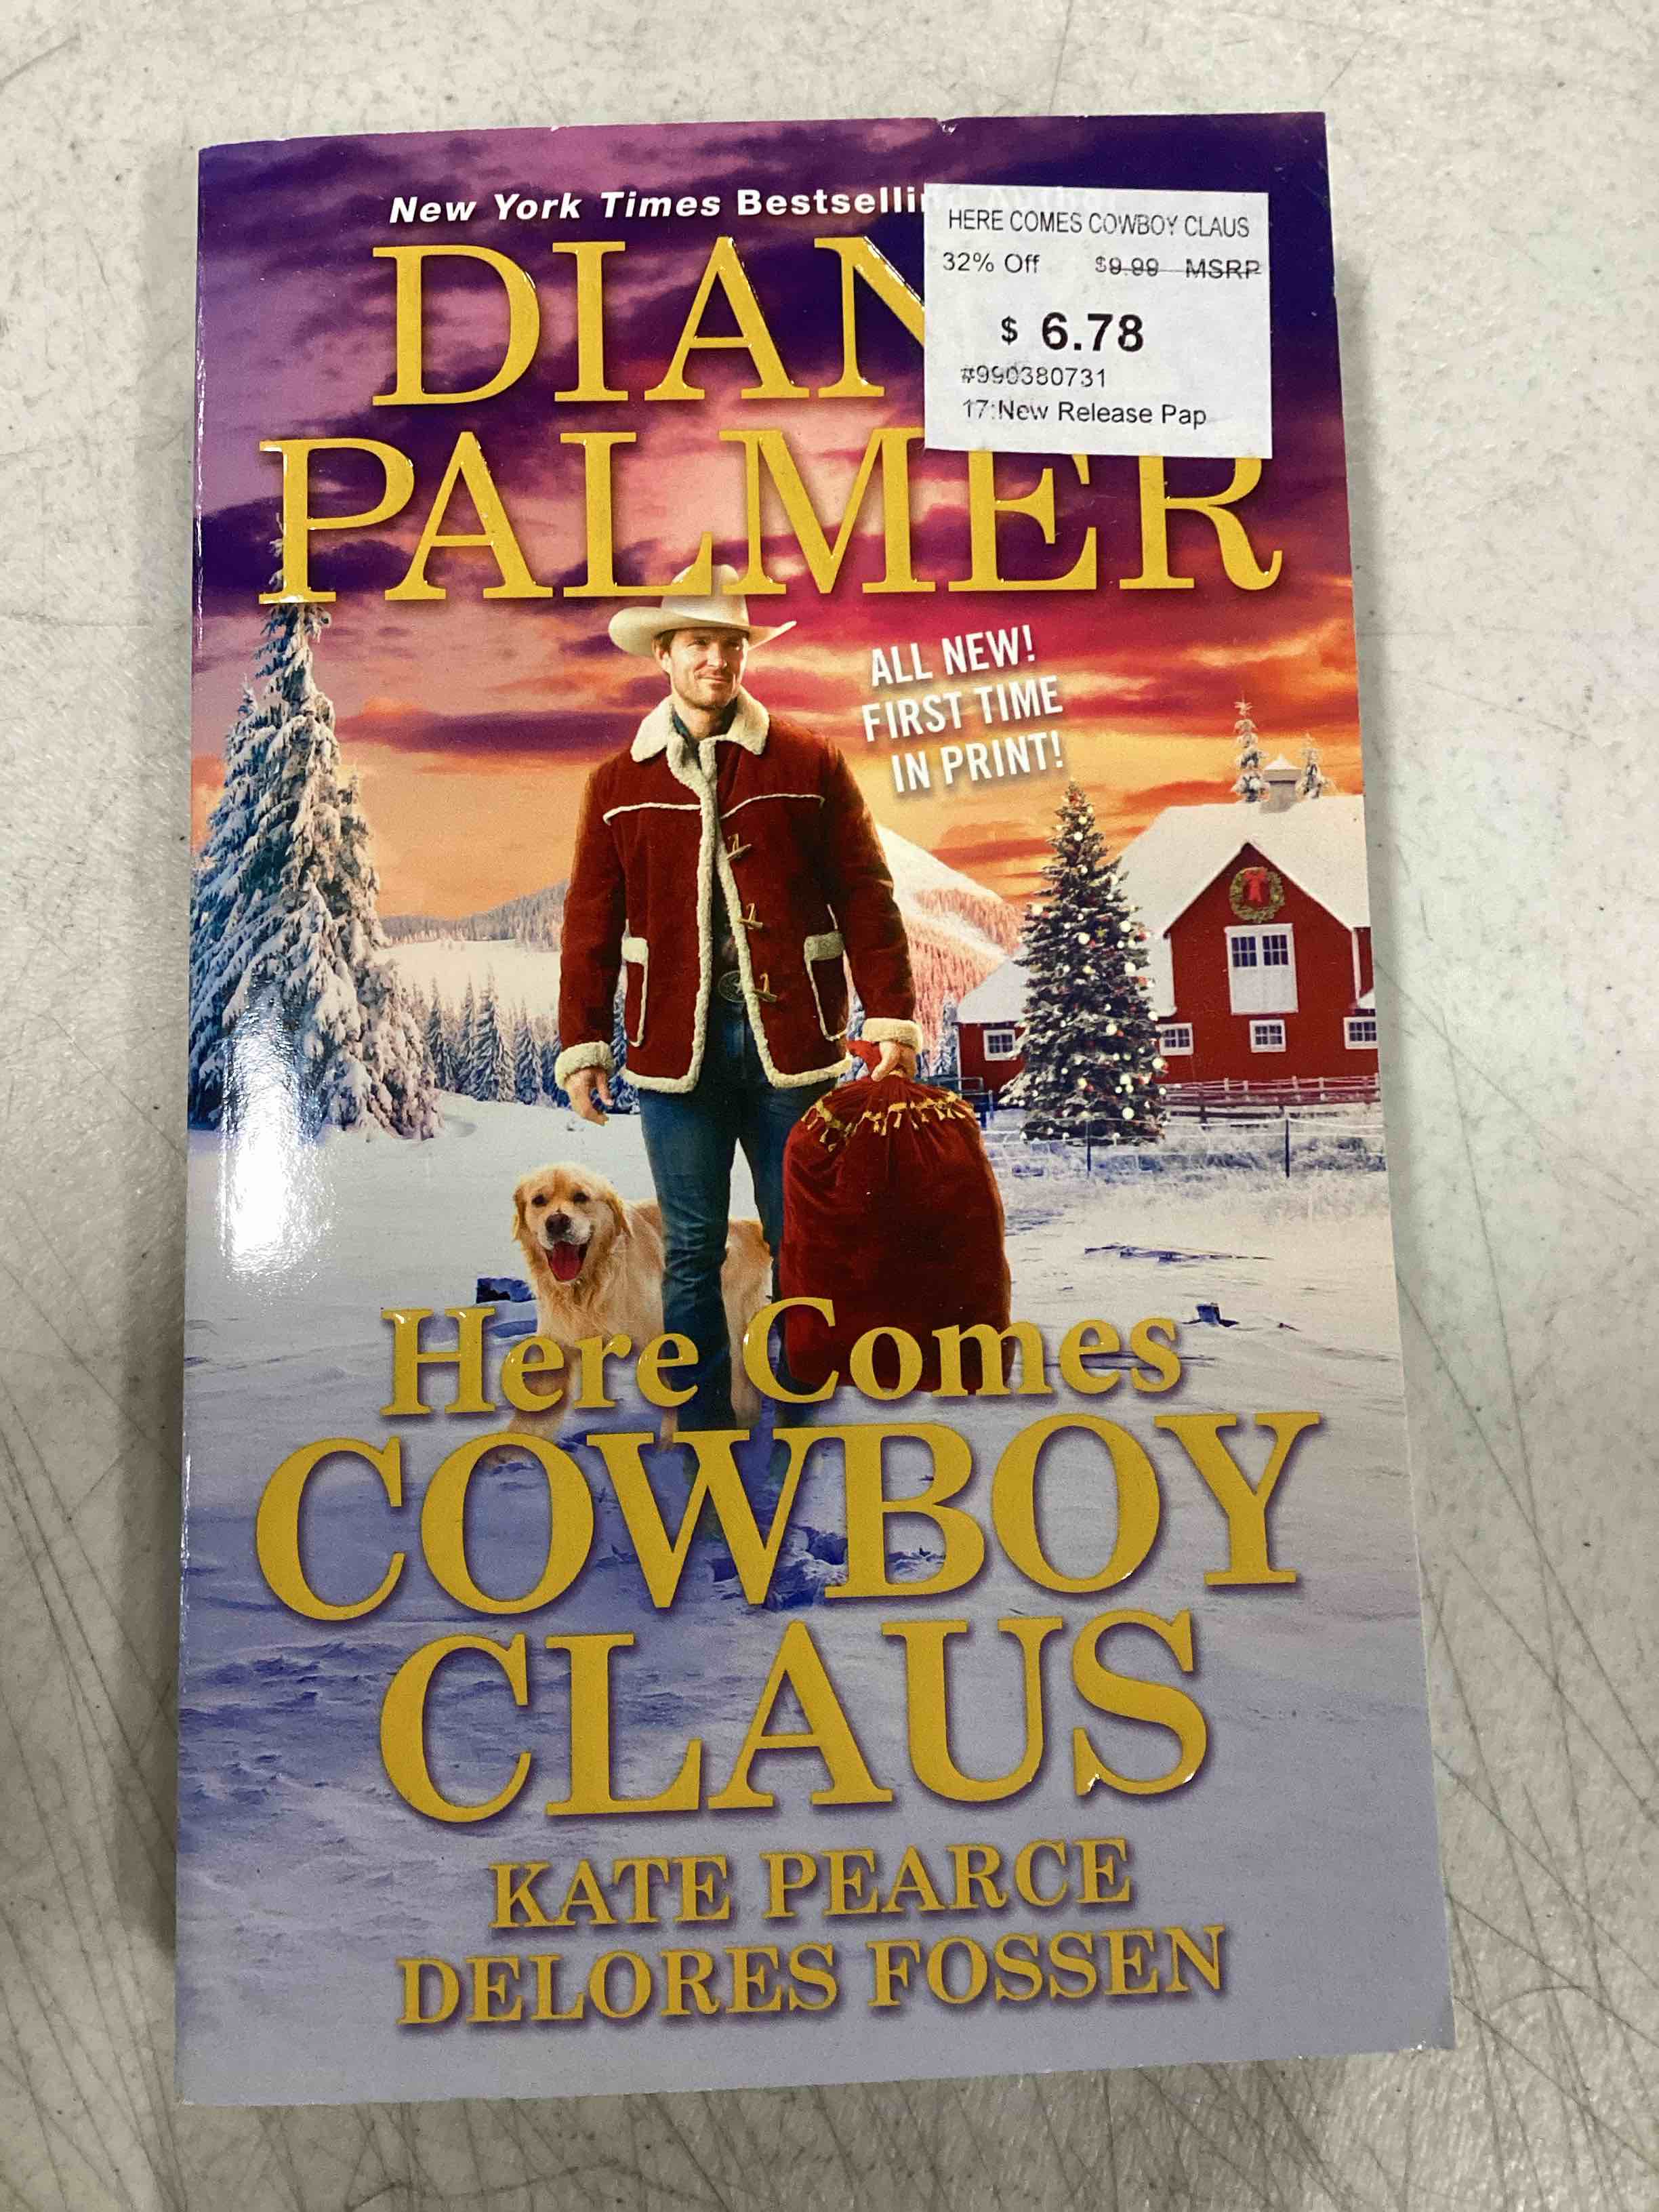 New York Times Bestselli
HERE COMES COWBOY CLAUS
32% Off $9.99 MSRP
$ 6.78
#990380731
17:New Release Pap
DIAN
PALMER
ALL NEW!
FIRST TIME
IN PRINT!
Here Comes
COWBOY
CLAUS
KATE PEARCE
DELORES FOSSEN